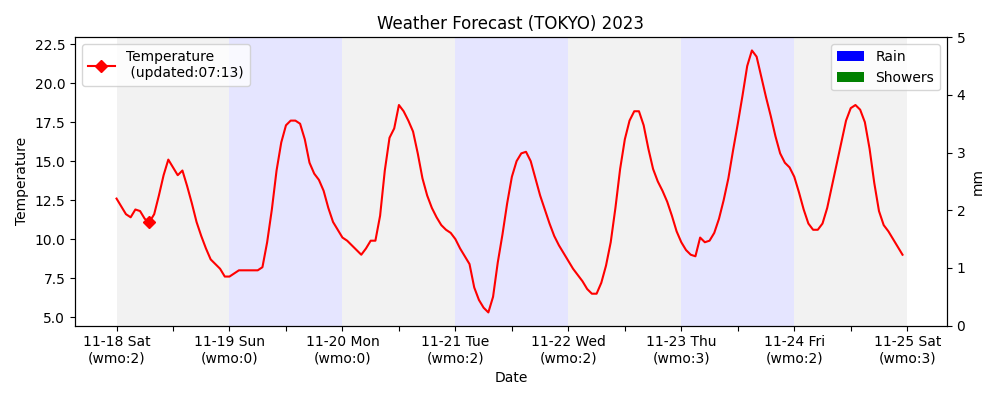 Weather Forecast (TOKYO) 2023
Temperature
(updated:07:13)
Rain
Showers
22.5
20.0
17.5
15.0
12.5
10.0
7.5
5.0
Temperature
5
4
3
2
1
0
mm
11-18 Sat
(wmo:2)
11-19 Sun
(wmo:0)
11-20 Mon
(wmo:0)
11-21 Tue
(wmo:2)
11-22 Wed
(wmo:2)
11-23 Thu
(wmo:3)
11-24 Fri
(wmo:2)
11-25 Sat
(wmo:3)
Date